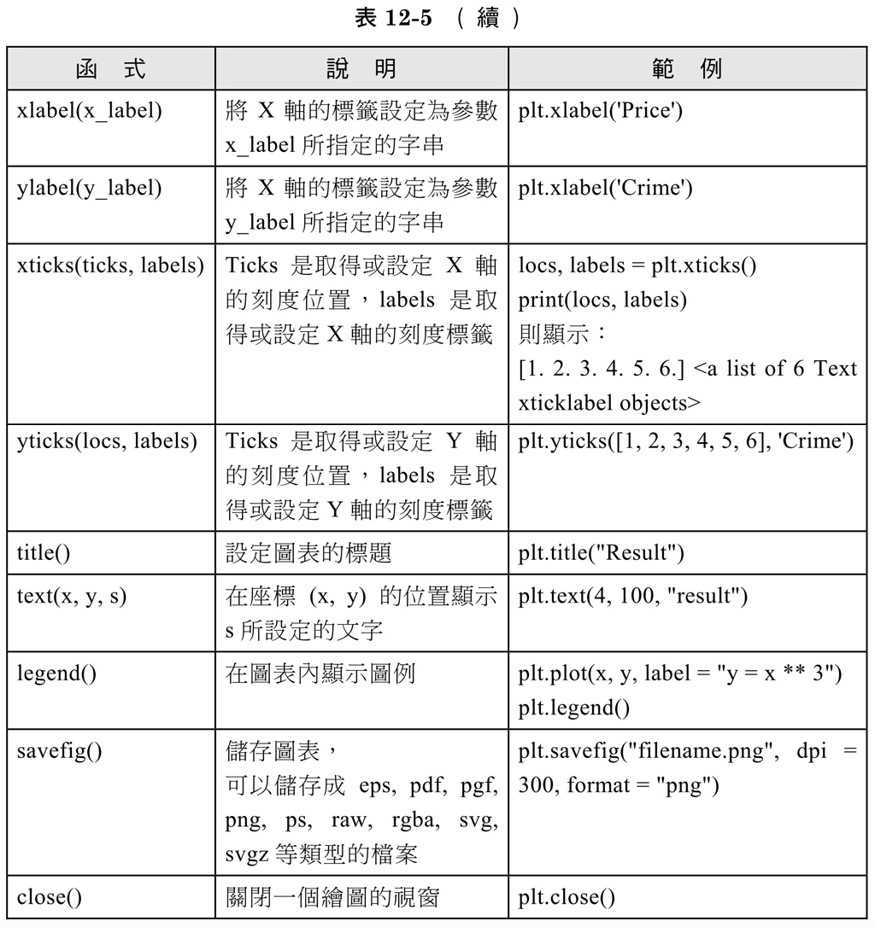 表 12-5 （續）
函 式 說 明 範 例
xlabel(x_label) 將 X 軸的標籤設定為參數 plt.xlabel('Price')
x_label 所指定的字串
ylabel(y_label) 將 X 軸的標籤設定為參數 plt.xlabel('Crime')
y_label 所指定的字串
xticks(ticks, labels) Ticks 是取得或設定 X 軸 locs, labels = plt.xticks()
的刻度位置，labels 是取 print(locs, labels)
得或設定 X 軸的刻度標籤 則顯示：
[1. 2. 3. 4. 5. 6.] <a list of 6 Text
xticklabel objects>
yticks(locs, labels) Ticks 是取得或設定 Y 軸 plt.yticks([1, 2, 3, 4, 5, 6], 'Crime')
的刻度位置，labels 是取
得或設定 Y 軸的刻度標籤
title() 設定圖表的標題 plt.title("Result")
text(x, y, s) 在座標 (x, y) 的位置顯示 plt.text(4, 100, "result")
s 所設定的文字
legend() 在圖表內顯示圖例 plt.plot(x, y, label = "y = x ** 3")
plt.legend()
savefig() 儲存圖表， plt.savefig("filename.png", dpi =
可以儲存成 eps, pdf, pgf, 300, format = "png")
png, ps, raw, rgba, svg,
svgz 等類型的檔案
close() 關閉一個繪圖的視窗 plt.close()